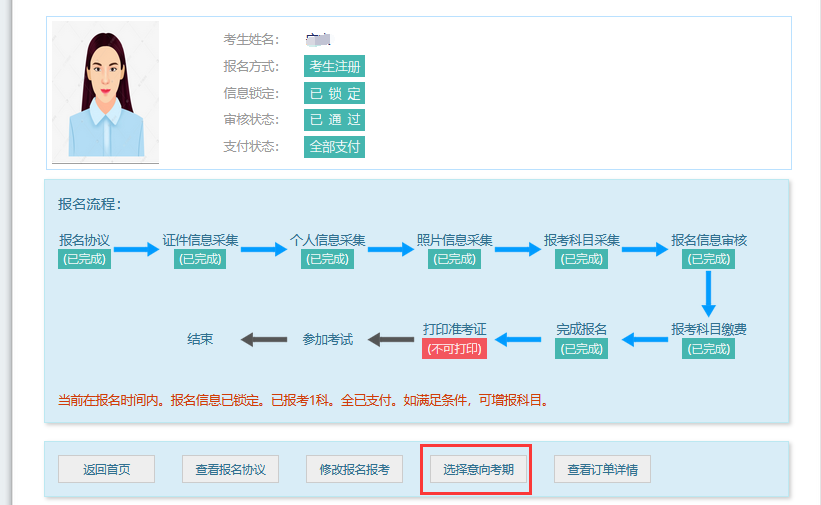 考生姓名：
报名方式： 考生注册
信息锁定： 已 锁 定
审核状态： 已 通 过
支付状态： 全部支付
报名流程：
报名协议 证件信息采集 个人信息采集 照片信息采集 报考科目采集 报名信息审核
(已完成) (已完成) (已完成) (已完成) (已完成) (已完成)
结束 参加考试 打印准考证 完成报名 报考科目缴费
(不可打印) (已完成) (已完成)
当前在报名时间内。报名信息已锁定。已报考1科。全已支付。如满足条件，可增报科目。
返回首页 查看报名协议 修改报名报考 选择意向考期 查看订单详情